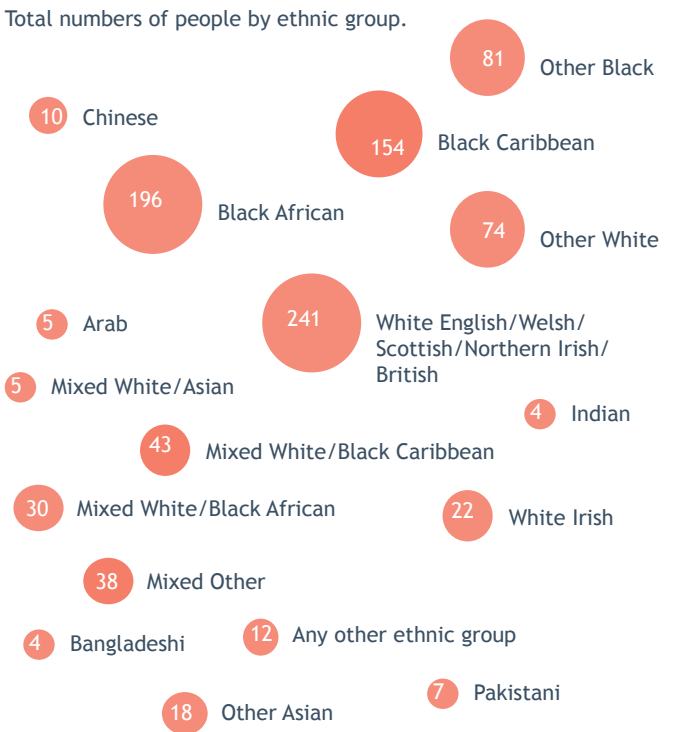 Total numbers of people by ethnic group.
81
Other Black
10
Chinese
154
Black Caribbean
196
Black African
74
Other White
5
Arab
241
White English/Welsh/
Scottish/Northern Irish/
British
5
Mixed White/Asian
4
Indian
43
Mixed White/Black Caribbean
30
Mixed White/Black African
22
White Irish
38
Mixed Other
4
Bangladeshi
12
Any other ethnic group
7
Pakistani
18
Other Asian